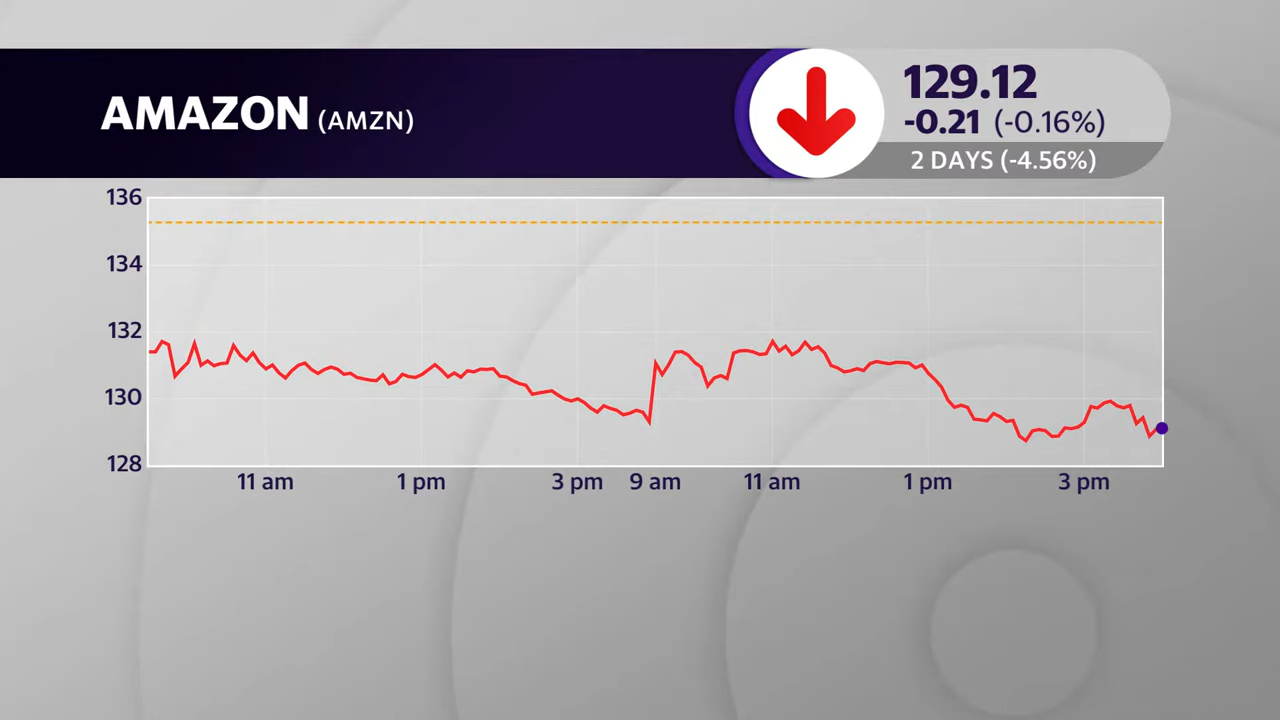 AMAZON (AMZN)
129.12
-0.21 (-0.16%)
2 DAYS (-4.56%)
136
134
132
130
128
11 am 1 pm 3 pm 9 am 11 am 1 pm 3 pm